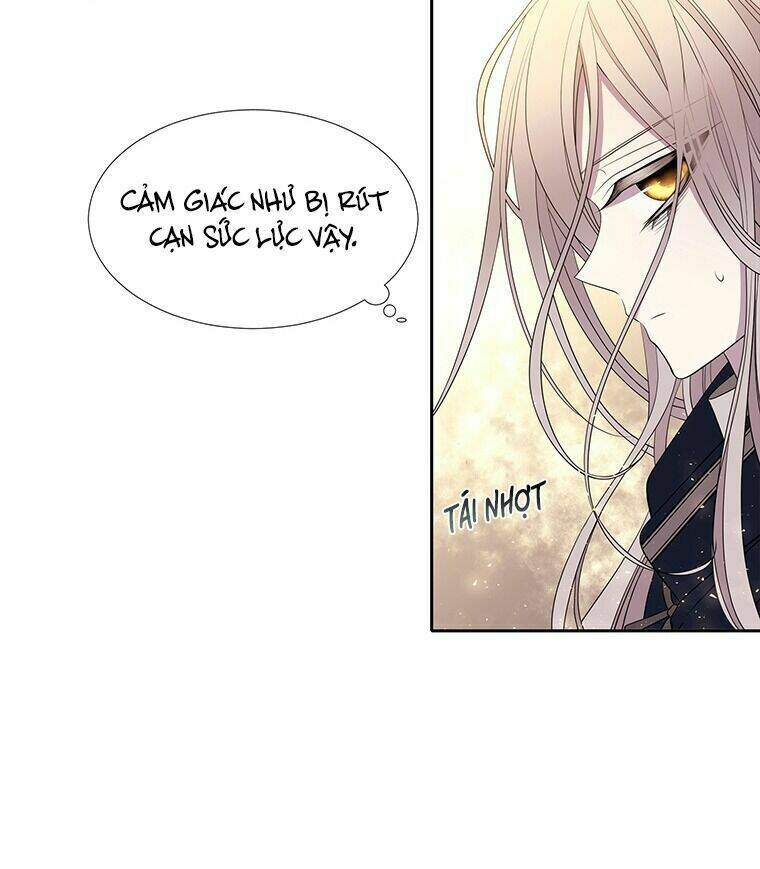 CẢM GIÁC NHƯ BỊ RÚT
CẠN SỨC LỰC VẬY.
TÁI NHỢT